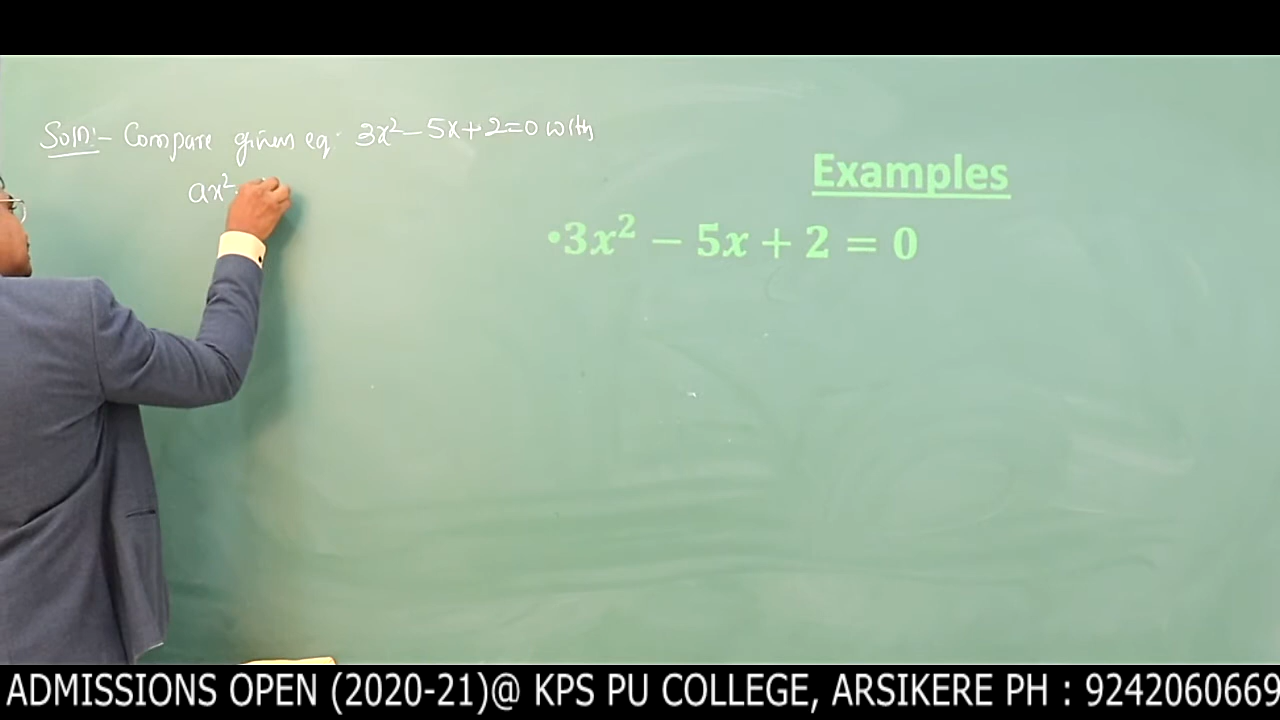 Soln:- Compare given eq: 3x² - 5x + 2 = 0 with
ax²
Examples
•3x² − 5x + 2 = 0
ADMISSIONS OPEN (2020-21)@ KPS PU COLLEGE, ARSIKERE PH : 9242060669